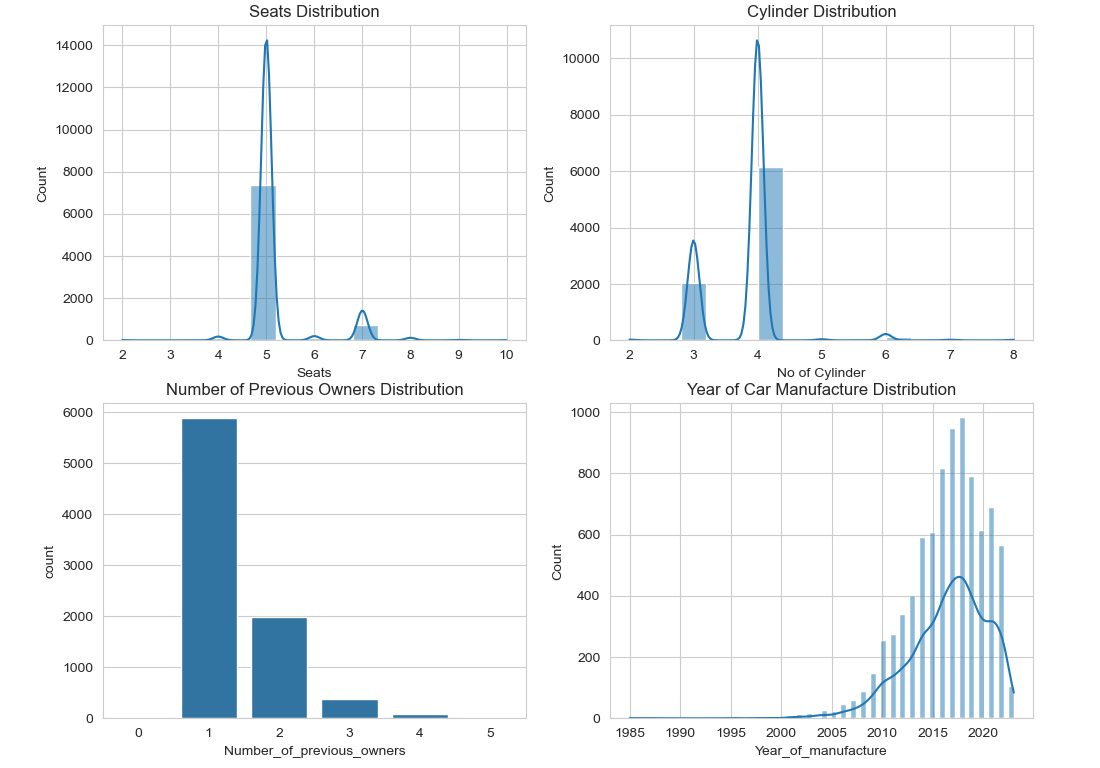 Seats Distribution
14000
12000
10000
8000
6000
4000
2000
0
Count
2 3 4 5 6 7 8 9 10
Seats
Cylinder Distribution
10000
8000
6000
4000
2000
0
Count
2 3 4 5 6 7 8
No of Cylinder
Number of Previous Owners Distribution
6000
5000
4000
3000
2000
1000
0
count
0 1 2 3 4 5
Number_of_previous_owners
Year of Car Manufacture Distribution
1000
800
600
400
200
0
Count
1985 1990 1995 2000 2005 2010 2015 2020
Year_of_manufacture